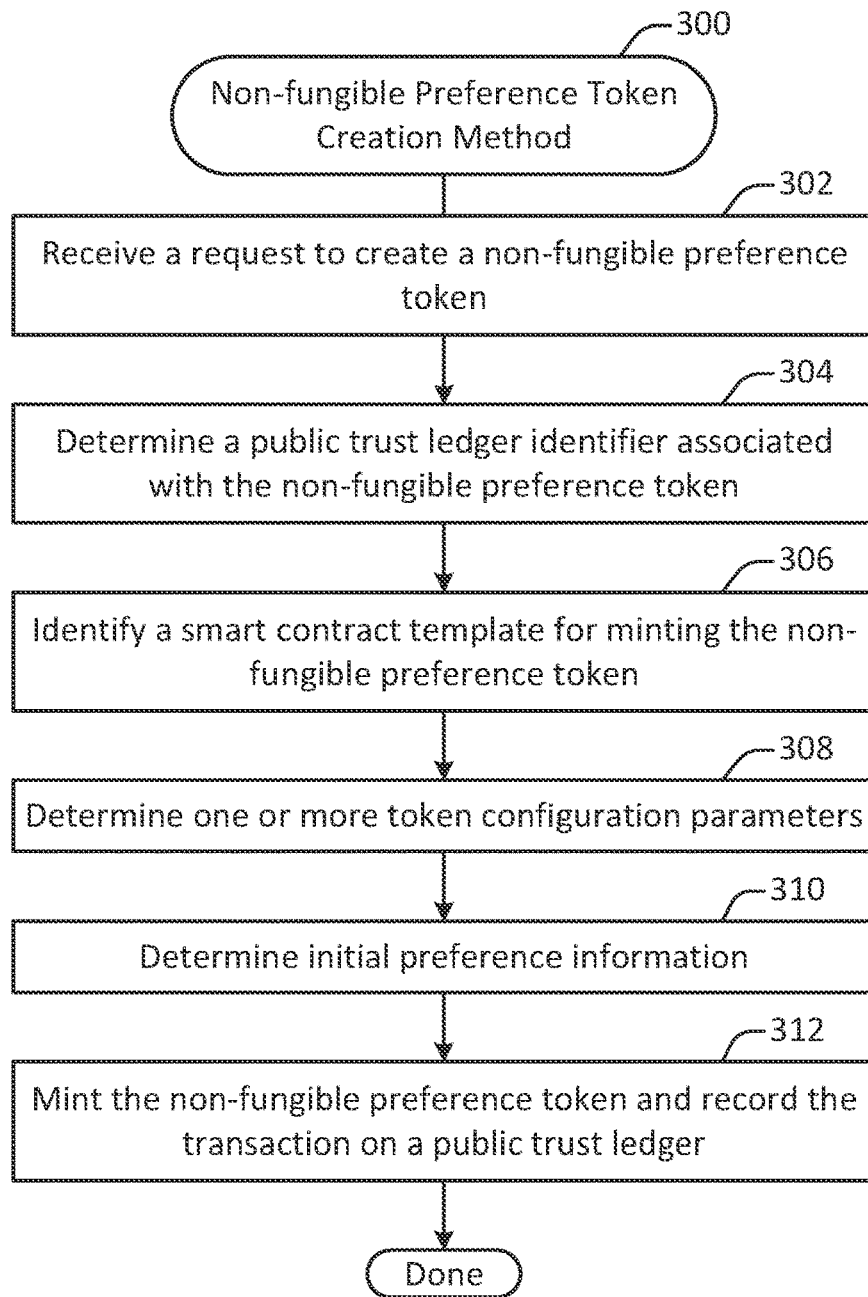 300
Non-fungible Preference Token
Creation Method
302
Receive a request to create a non-fungible preference
token
304
Determine a public trust ledger identifier associated
with the non-fungible preference token
306
Identify a smart contract template for minting the non-
fungible preference token
308
Determine one or more token configuration parameters
310
Determine initial preference information
312
Mint the non-fungible preference token and record the
transaction on a public trust ledger
Done